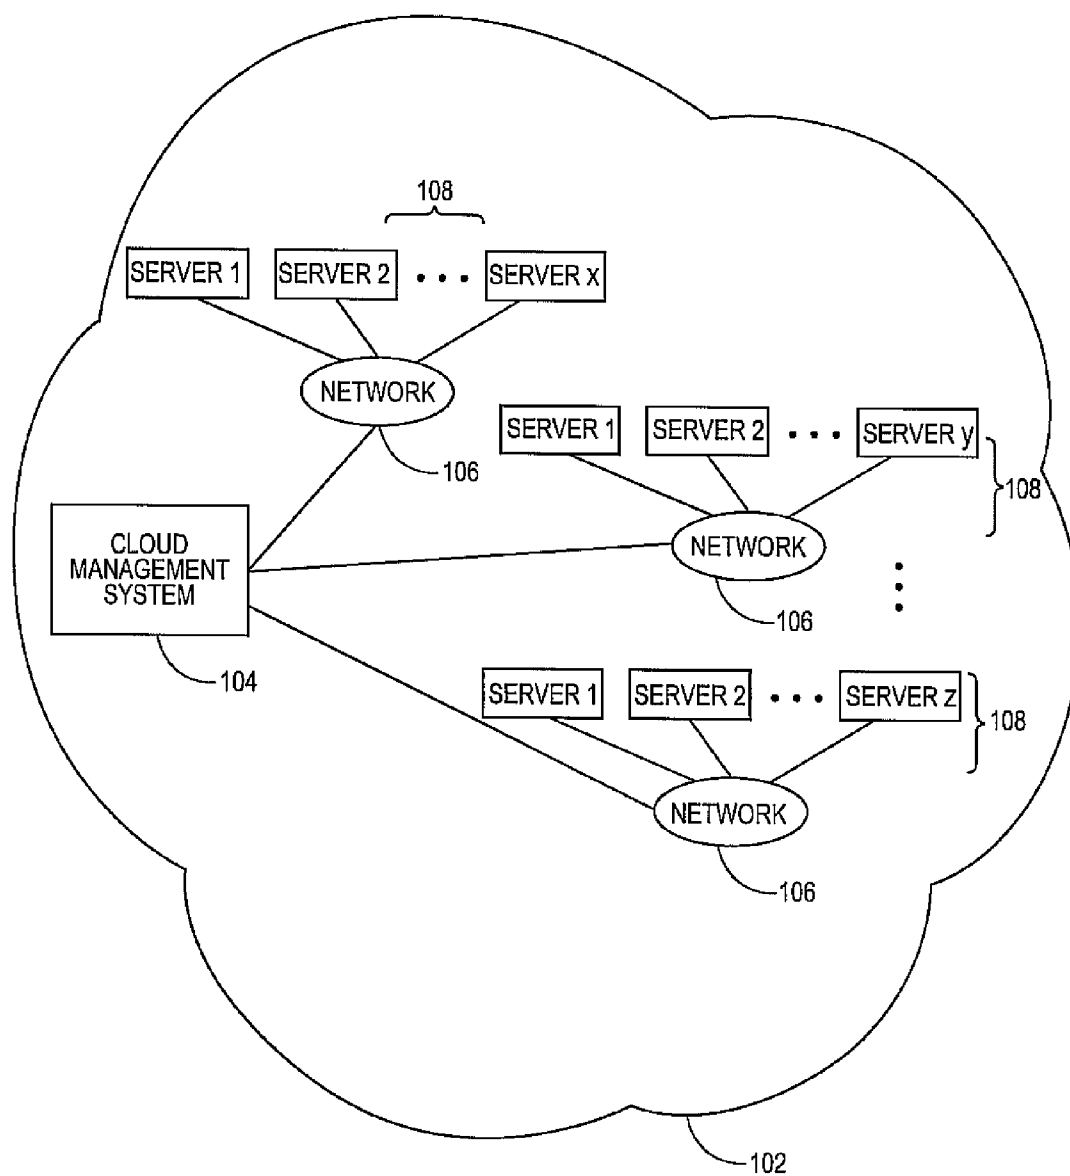 108
SERVER 1
SERVER 2
• • •
SERVER x
NETWORK
106
SERVER 1
SERVER 2
• • •
SERVER y
108
NETWORK
106
CLOUD
MANAGEMENT
SYSTEM
104
SERVER 1
SERVER 2
• • •
SERVER z
108
NETWORK
106
102